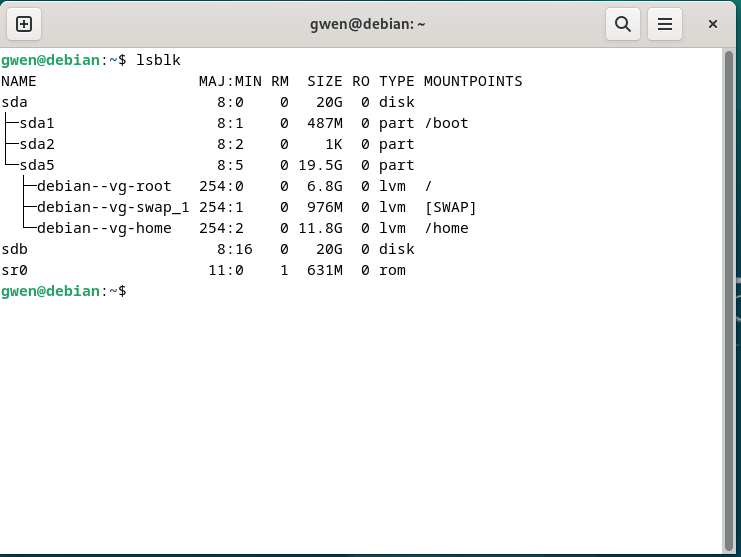 gwen@debian: ~
gwen@debian:~$ lsblk
NAME                  MAJ:MIN RM  SIZE RO TYPE MOUNTPOINTS
sda                     8:0    0   20G  0 disk
├─sda1                  8:1    0  487M  0 part /boot
├─sda2                  8:2    0    1K  0 part
└─sda5                  8:5    0 19.5G  0 part
  ├─debian--vg-root   254:0    0  6.8G  0 lvm  /
  ├─debian--vg-swap_1 254:1    0  976M  0 lvm  [SWAP]
  └─debian--vg-home   254:2    0 11.8G  0 lvm  /home
sdb                     8:16   0   20G  0 disk
sr0                    11:0    1  631M  0 rom
gwen@debian:~$